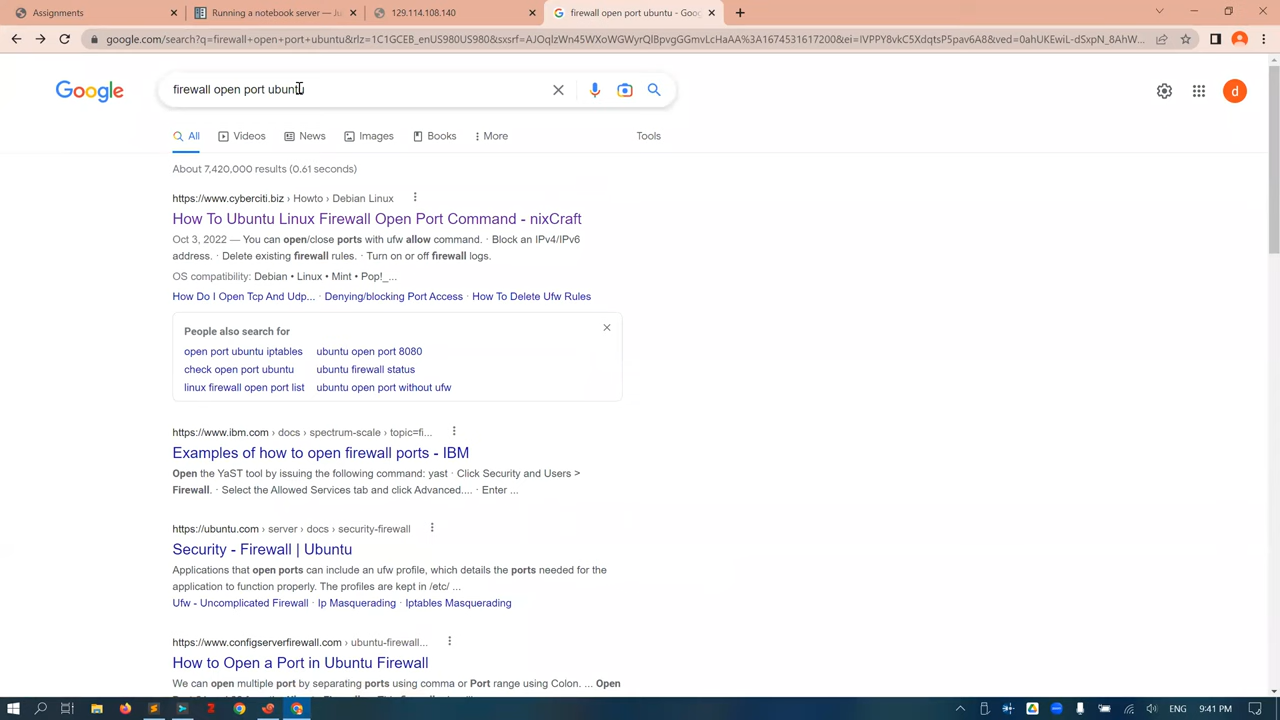 Assignments
Running a notebook server — Ju
129.114.108.140
firewall open port ubuntu - Goo
google.com/search?q=firewall+open+port+ubuntu&rlz=1C1GCEB_enUS980US980&sxsrf=AJOqlzWn45WXoWGWyrQIBpvgGGmvLcHaAA%3A1674531617200&ei=IVPPY8vkC5XdqtsP5pav6A8&ved=0ahUKEwiL-dSxpN_8AhW...
Google
firewall open port ubuntu
d
All
Videos
News
Images
Books
More
Tools
About 7,420,000 results (0.61 seconds)
https://www.cyberciti.biz › Howto › Debian Linux
How To Ubuntu Linux Firewall Open Port Command - nixCraft
Oct 3, 2022 — You can open/close ports with ufw allow command. · Block an IPv4/IPv6
address. · Delete existing firewall rules. · Turn on or off firewall logs.
OS compatibility: Debian • Linux • Mint • Pop!_...
How Do I Open Tcp And Udp... · Denying/blocking Port Access · How To Delete Ufw Rules
People also search for
open port ubuntu iptables
ubuntu open port 8080
check open port ubuntu
ubuntu firewall status
linux firewall open port list
ubuntu open port without ufw
https://www.ibm.com › docs › spectrum-scale › topic=fi...
Examples of how to open firewall ports - IBM
Open the YaST tool by issuing the following command: yast · Click Security and Users >
Firewall. · Select the Allowed Services tab and click Advanced.... · Enter ...
https://ubuntu.com › server › docs › security-firewall
Security - Firewall | Ubuntu
Applications that open ports can include an ufw profile, which details the ports needed for the
application to function properly. The profiles are kept in /etc/ ...
Ufw - Uncomplicated Firewall · Ip Masquerading · Iptables Masquerading
https://www.configserverfirewall.com › ubuntu-firewall...
How to Open a Port in Ubuntu Firewall
We can open multiple port by separating ports using comma or Port range using Colon. ... Open
ENG
9:41 PM